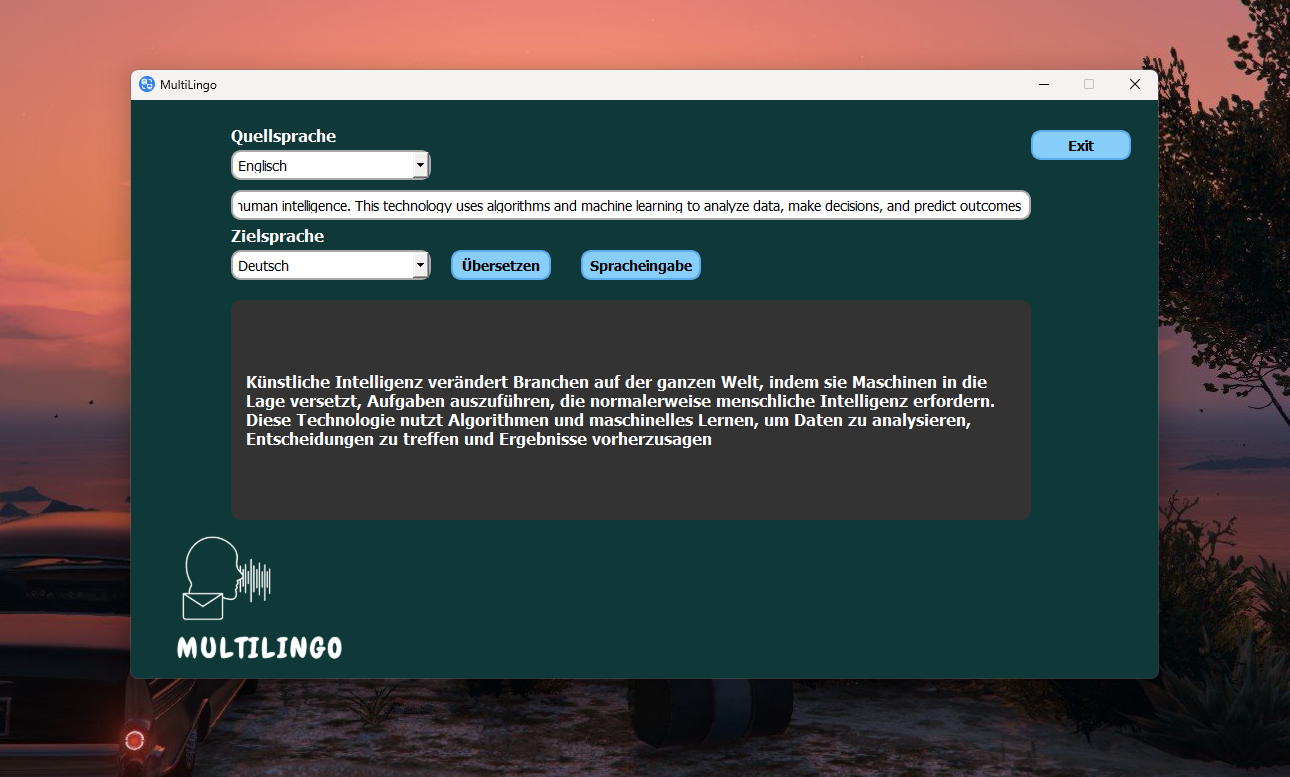 MultiLingo
Quellsprache
Exit
Englisch
human intelligence. This technology uses algorithms and machine learning to analyze data, make decisions, and predict outcomes
Zielsprache
Deutsch
Übersetzen
Spracheingabe
Künstliche Intelligenz verändert Branchen auf der ganzen Welt, indem sie Maschinen in die
Lage versetzt, Aufgaben auszuführen, die normalerweise menschliche Intelligenz erfordern.
Diese Technologie nutzt Algorithmen und maschinelles Lernen, um Daten zu analysieren,
Entscheidungen zu treffen und Ergebnisse vorherzusagen
MULTILINGO